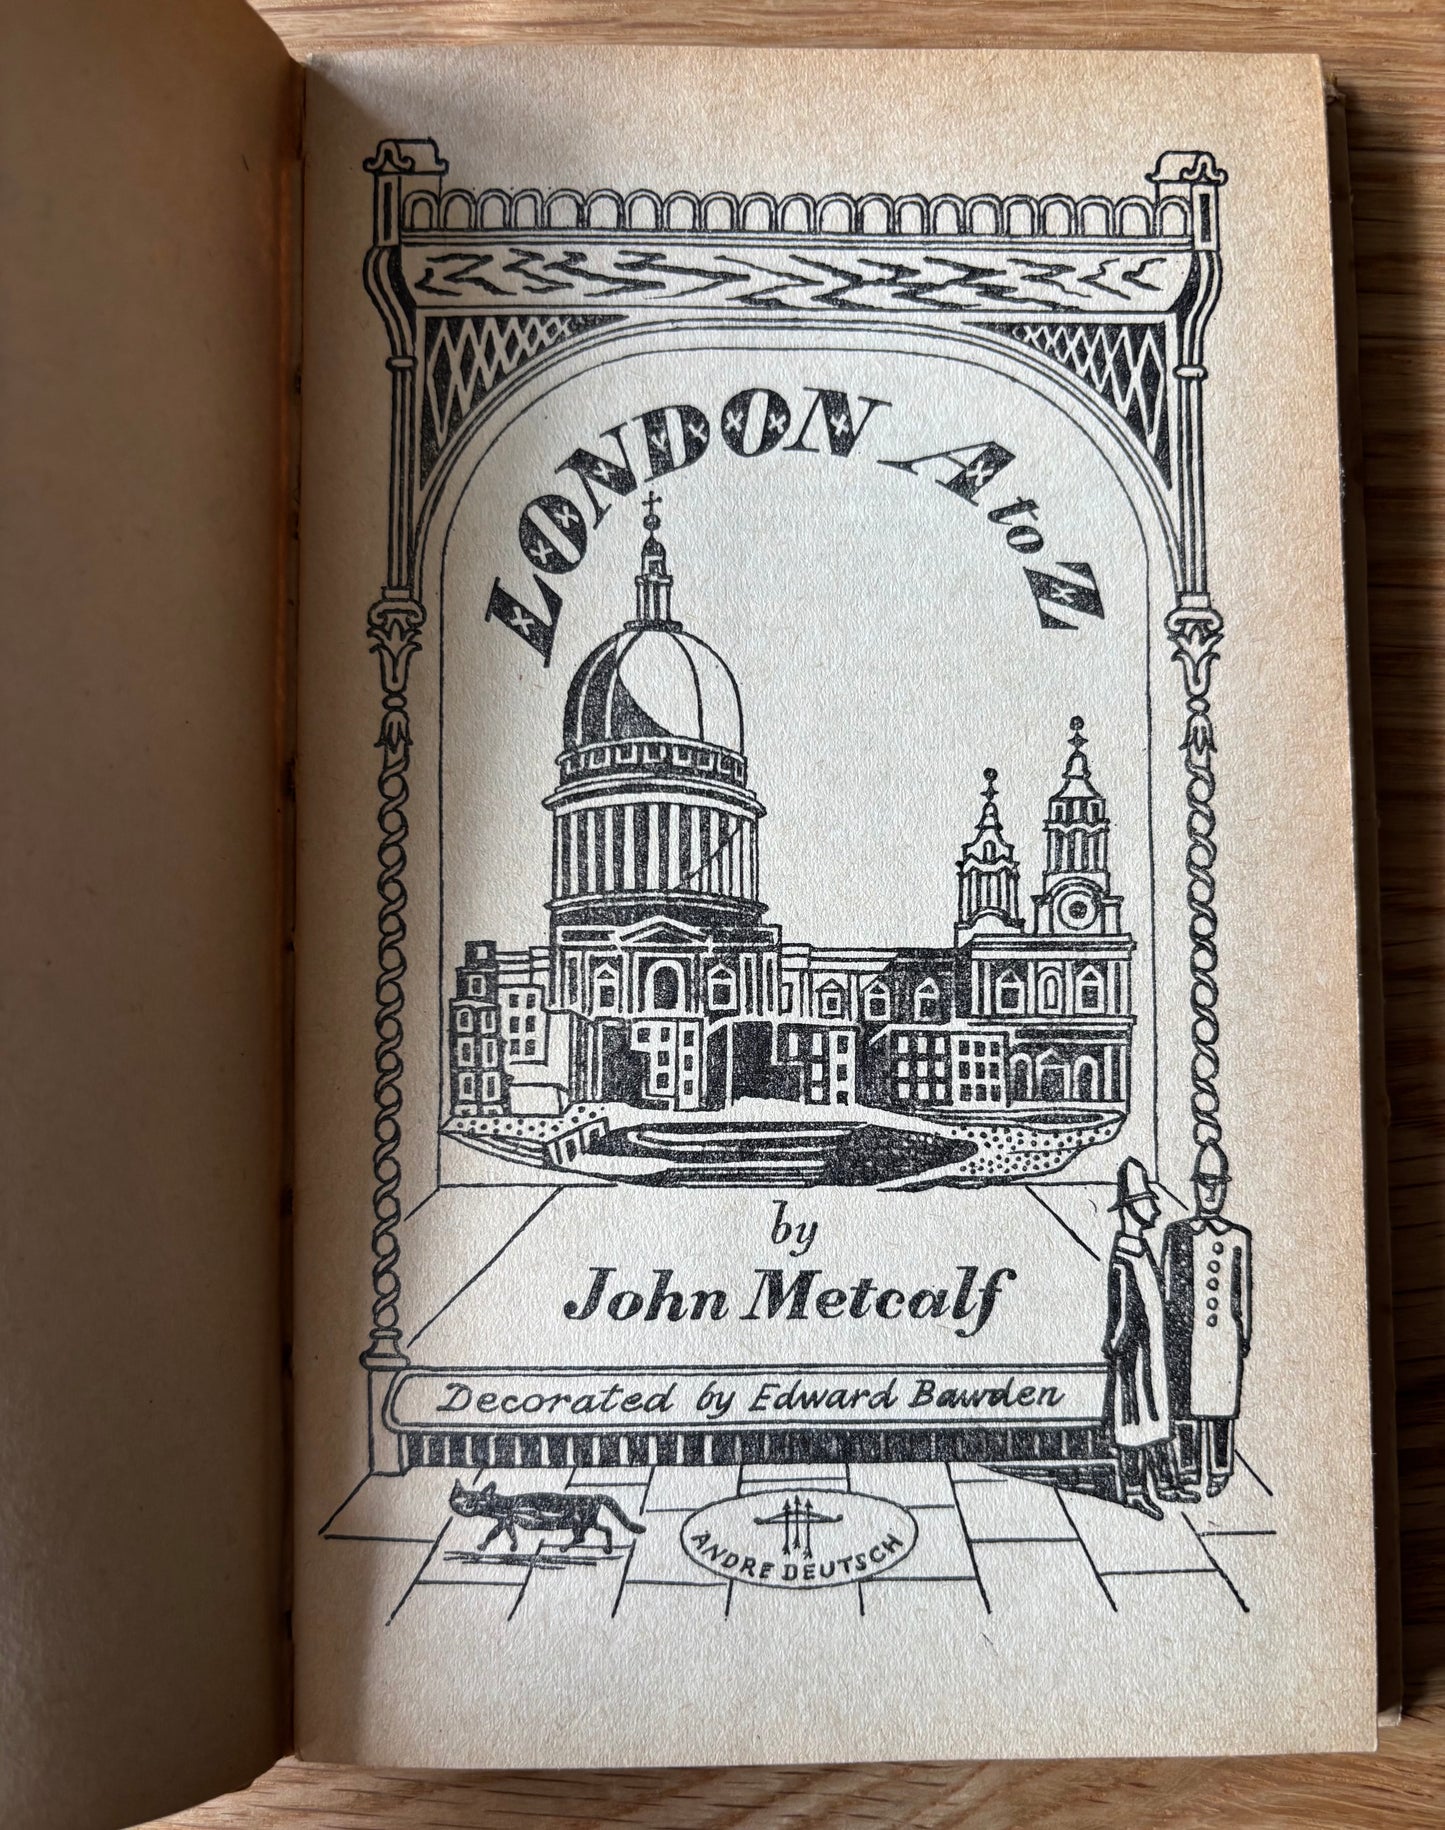 LONDON A to Z
by
John Metcalf
Decorated by Edward Bawden
ANDRE DEUTSCH